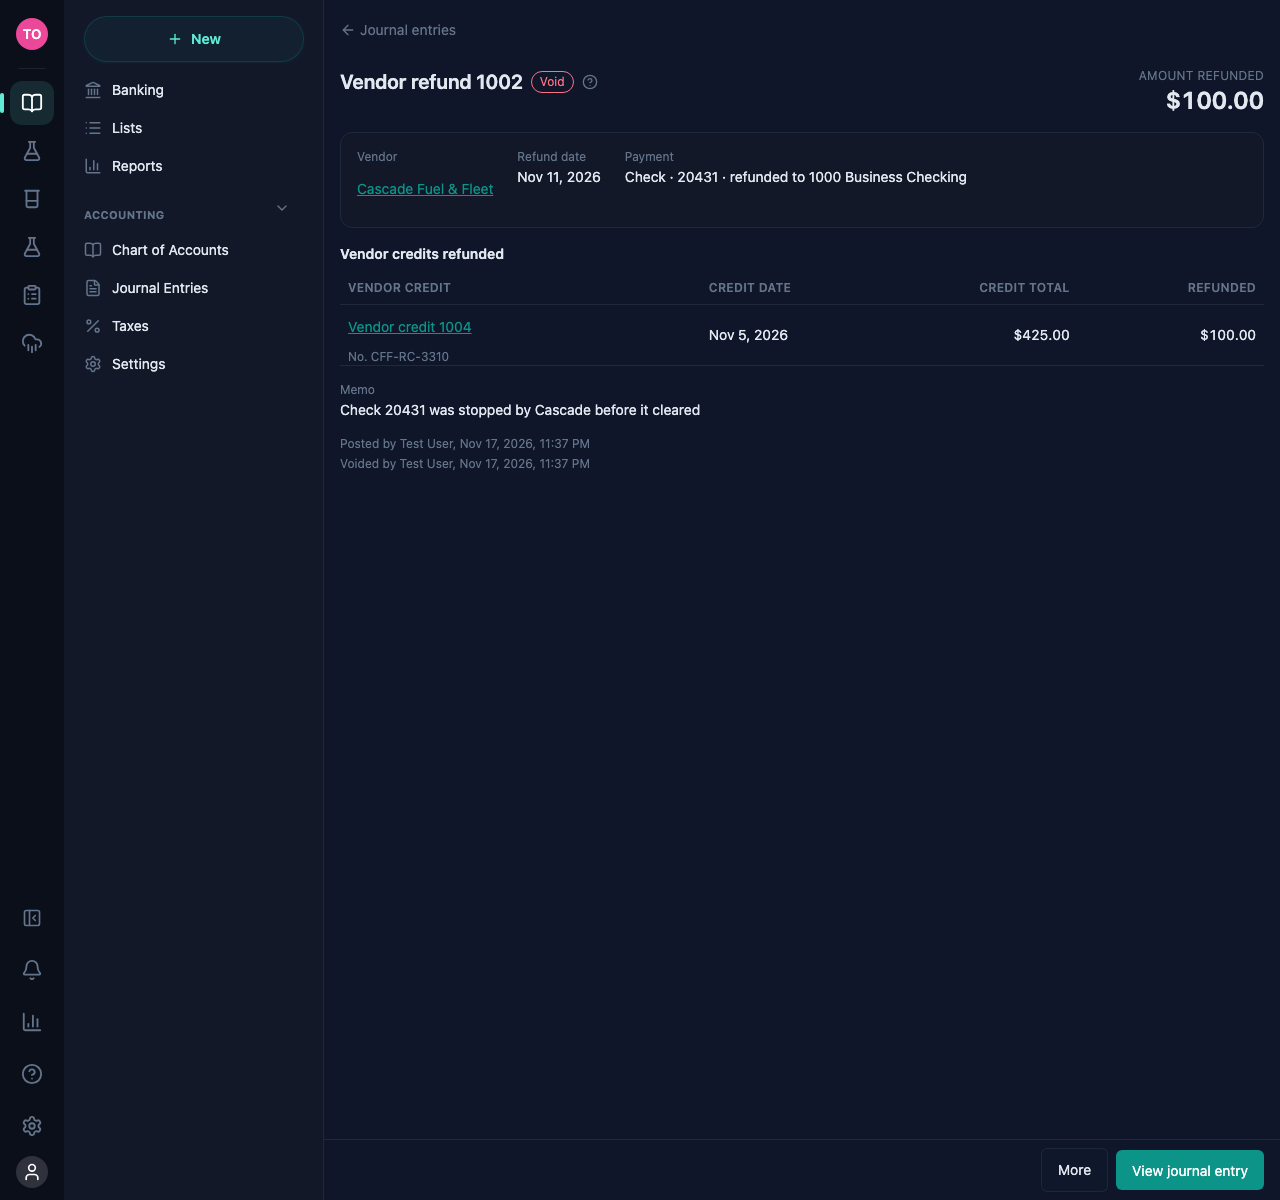 TO
+ New
Banking
Lists
Reports
ACCOUNTING
Chart of Accounts
Journal Entries
Taxes
Settings
← Journal entries
Vendor refund 1002
Void
AMOUNT REFUNDED
$100.00
Vendor
Refund date
Payment
Cascade Fuel & Fleet
Nov 11, 2026
Check · 20431 · refunded to 1000 Business Checking
Vendor credits refunded
VENDOR CREDIT CREDIT DATE CREDIT TOTAL REFUNDED
Vendor credit 1004 Nov 5, 2026 $425.00 $100.00
No. CFF-RC-3310
Memo
Check 20431 was stopped by Cascade before it cleared
Posted by Test User, Nov 17, 2026, 11:37 PM
Voided by Test User, Nov 17, 2026, 11:37 PM
More
View journal entry